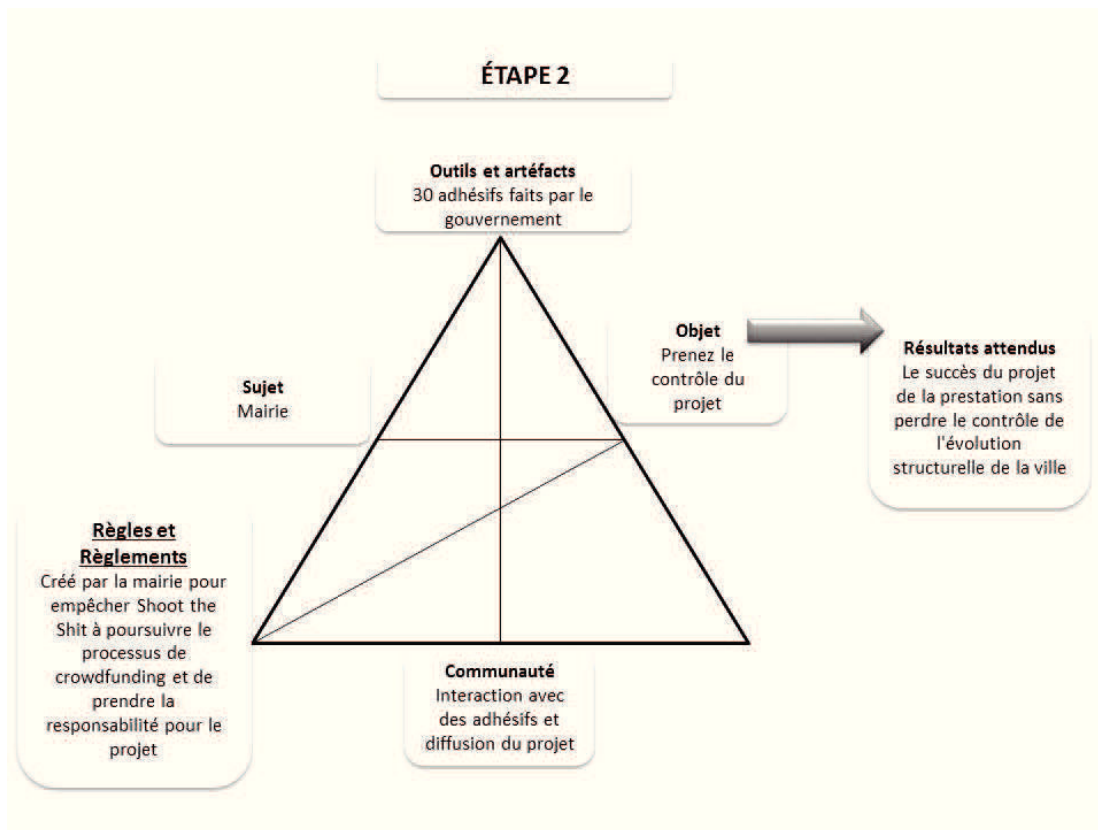 ÉTAPE 2
Outils et artéfacts
30 adhésifs faits par le
gouvernement
Objet
Prenez le
contrôle du
projet
Résultats attendus
Le succès du projet
de la prestation sans
perdre le contrôle de
l'évolution
structurelle de la ville
Sujet
Mairie
Règles et
Règlements
Créé par la mairie pour
empêcher Shoot the
Shit à poursuivre le
processus de
crowdfunding et de
prendre la
responsabilité pour le
projet
Communauté
Interaction avec
des adhésifs et
diffusion du projet